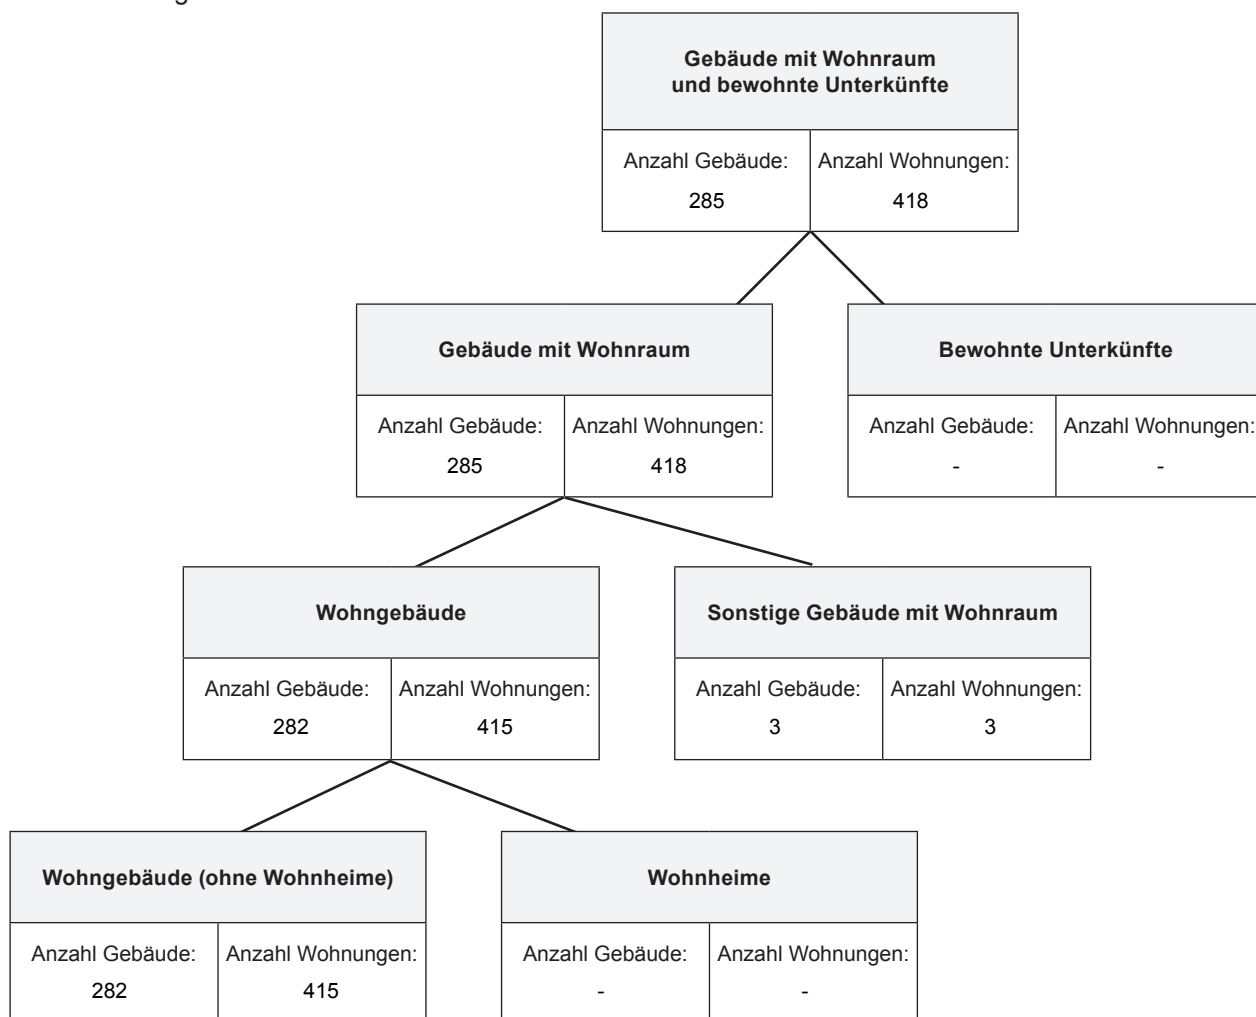 Gebäude mit Wohnraum
und bewohnte Unterkünfte
Anzahl Gebäude: Anzahl Wohnungen:
285 418
Gebäude mit Wohnraum
Bewohnte Unterkünfte
Anzahl Gebäude: Anzahl Wohnungen:
285 418
Anzahl Gebäude: Anzahl Wohnungen:
- -
Wohngebäude
Sonstige Gebäude mit Wohnraum
Anzahl Gebäude: Anzahl Wohnungen:
282 415
Anzahl Gebäude: Anzahl Wohnungen:
3 3
Wohngebäude (ohne Wohnheime)
Wohnheime
Anzahl Gebäude: Anzahl Wohnungen:
282 415
Anzahl Gebäude: Anzahl Wohnungen:
- -